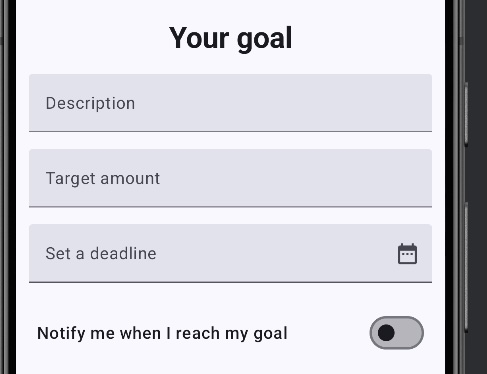 Your goal
Description
Target amount
Set a deadline
Notify me when I reach my goal